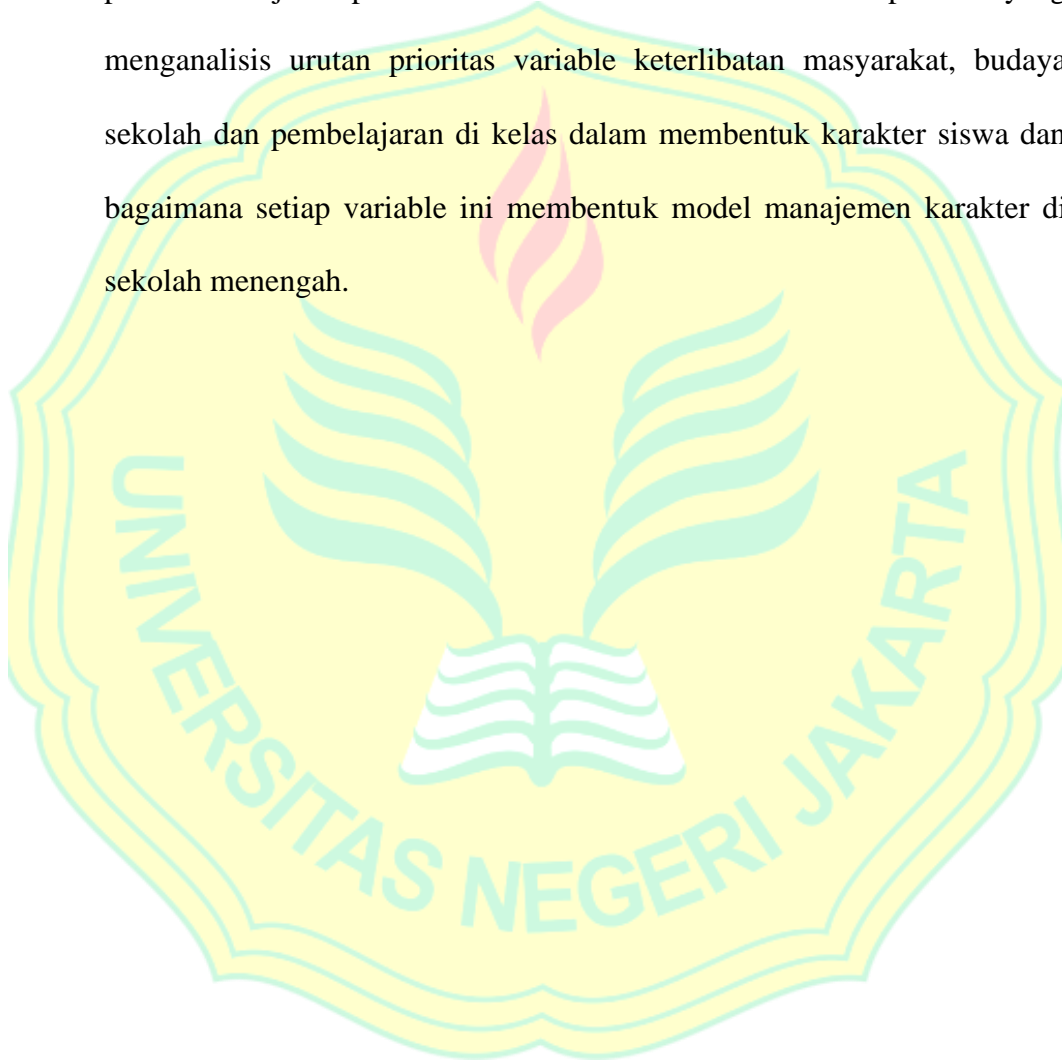 menganalisis urutan prioritas variable keterlibatan masyarakat, budaya
sekolah dan pembelajaran di kelas dalam membentuk karakter siswa dan
bagaimana setiap variable ini membentuk model manajemen karakter di
sekolah menengah.
UNIVERSITAS NEGERI JAKARTA